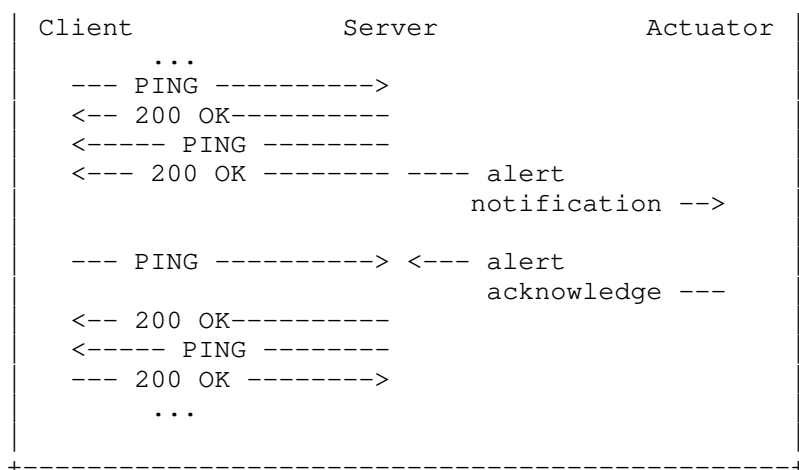 | Client             Server             Actuator |
|        ...                                     |
|   --- PING ---------->                         |
|   <-- 200 OK----------                         |
|   <----- PING --------                         |
|   <--- 200 OK -------- ---- alert              |
|                            notification -->    |
|                                                |
|   --- PING ----------> <--- alert              |
|                             acknowledge ---    |
|   <-- 200 OK----------                         |
|   <----- PING --------                         |
|   --- 200 OK -------->                         |
|        ...                                     |
|                                                |
+------------------------------------------------+